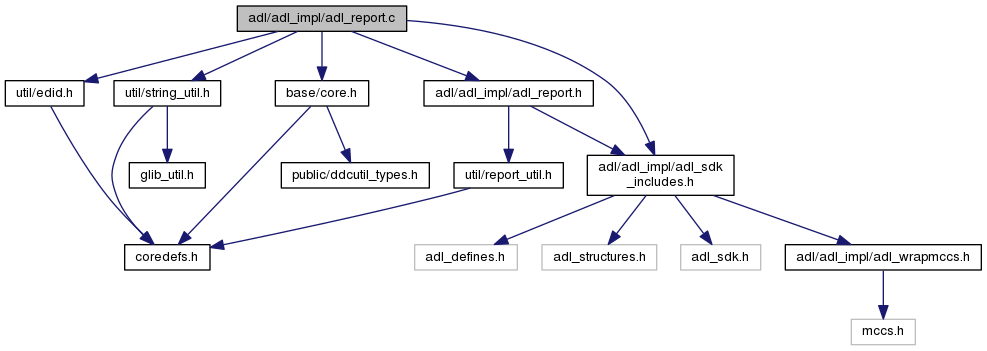 adl/adl_impl/adl_report.c
util/edid.h
util/string_util.h
base/core.h
adl/adl_impl/adl_report.h
glib_util.h
public/ddcutil_types.h
util/report_util.h
adl/adl_impl/adl_sdk
_includes.h
coredefs.h
adl_defines.h
adl_structures.h
adl_sdk.h
adl/adl_impl/adl_wrapmccs.h
mccs.h